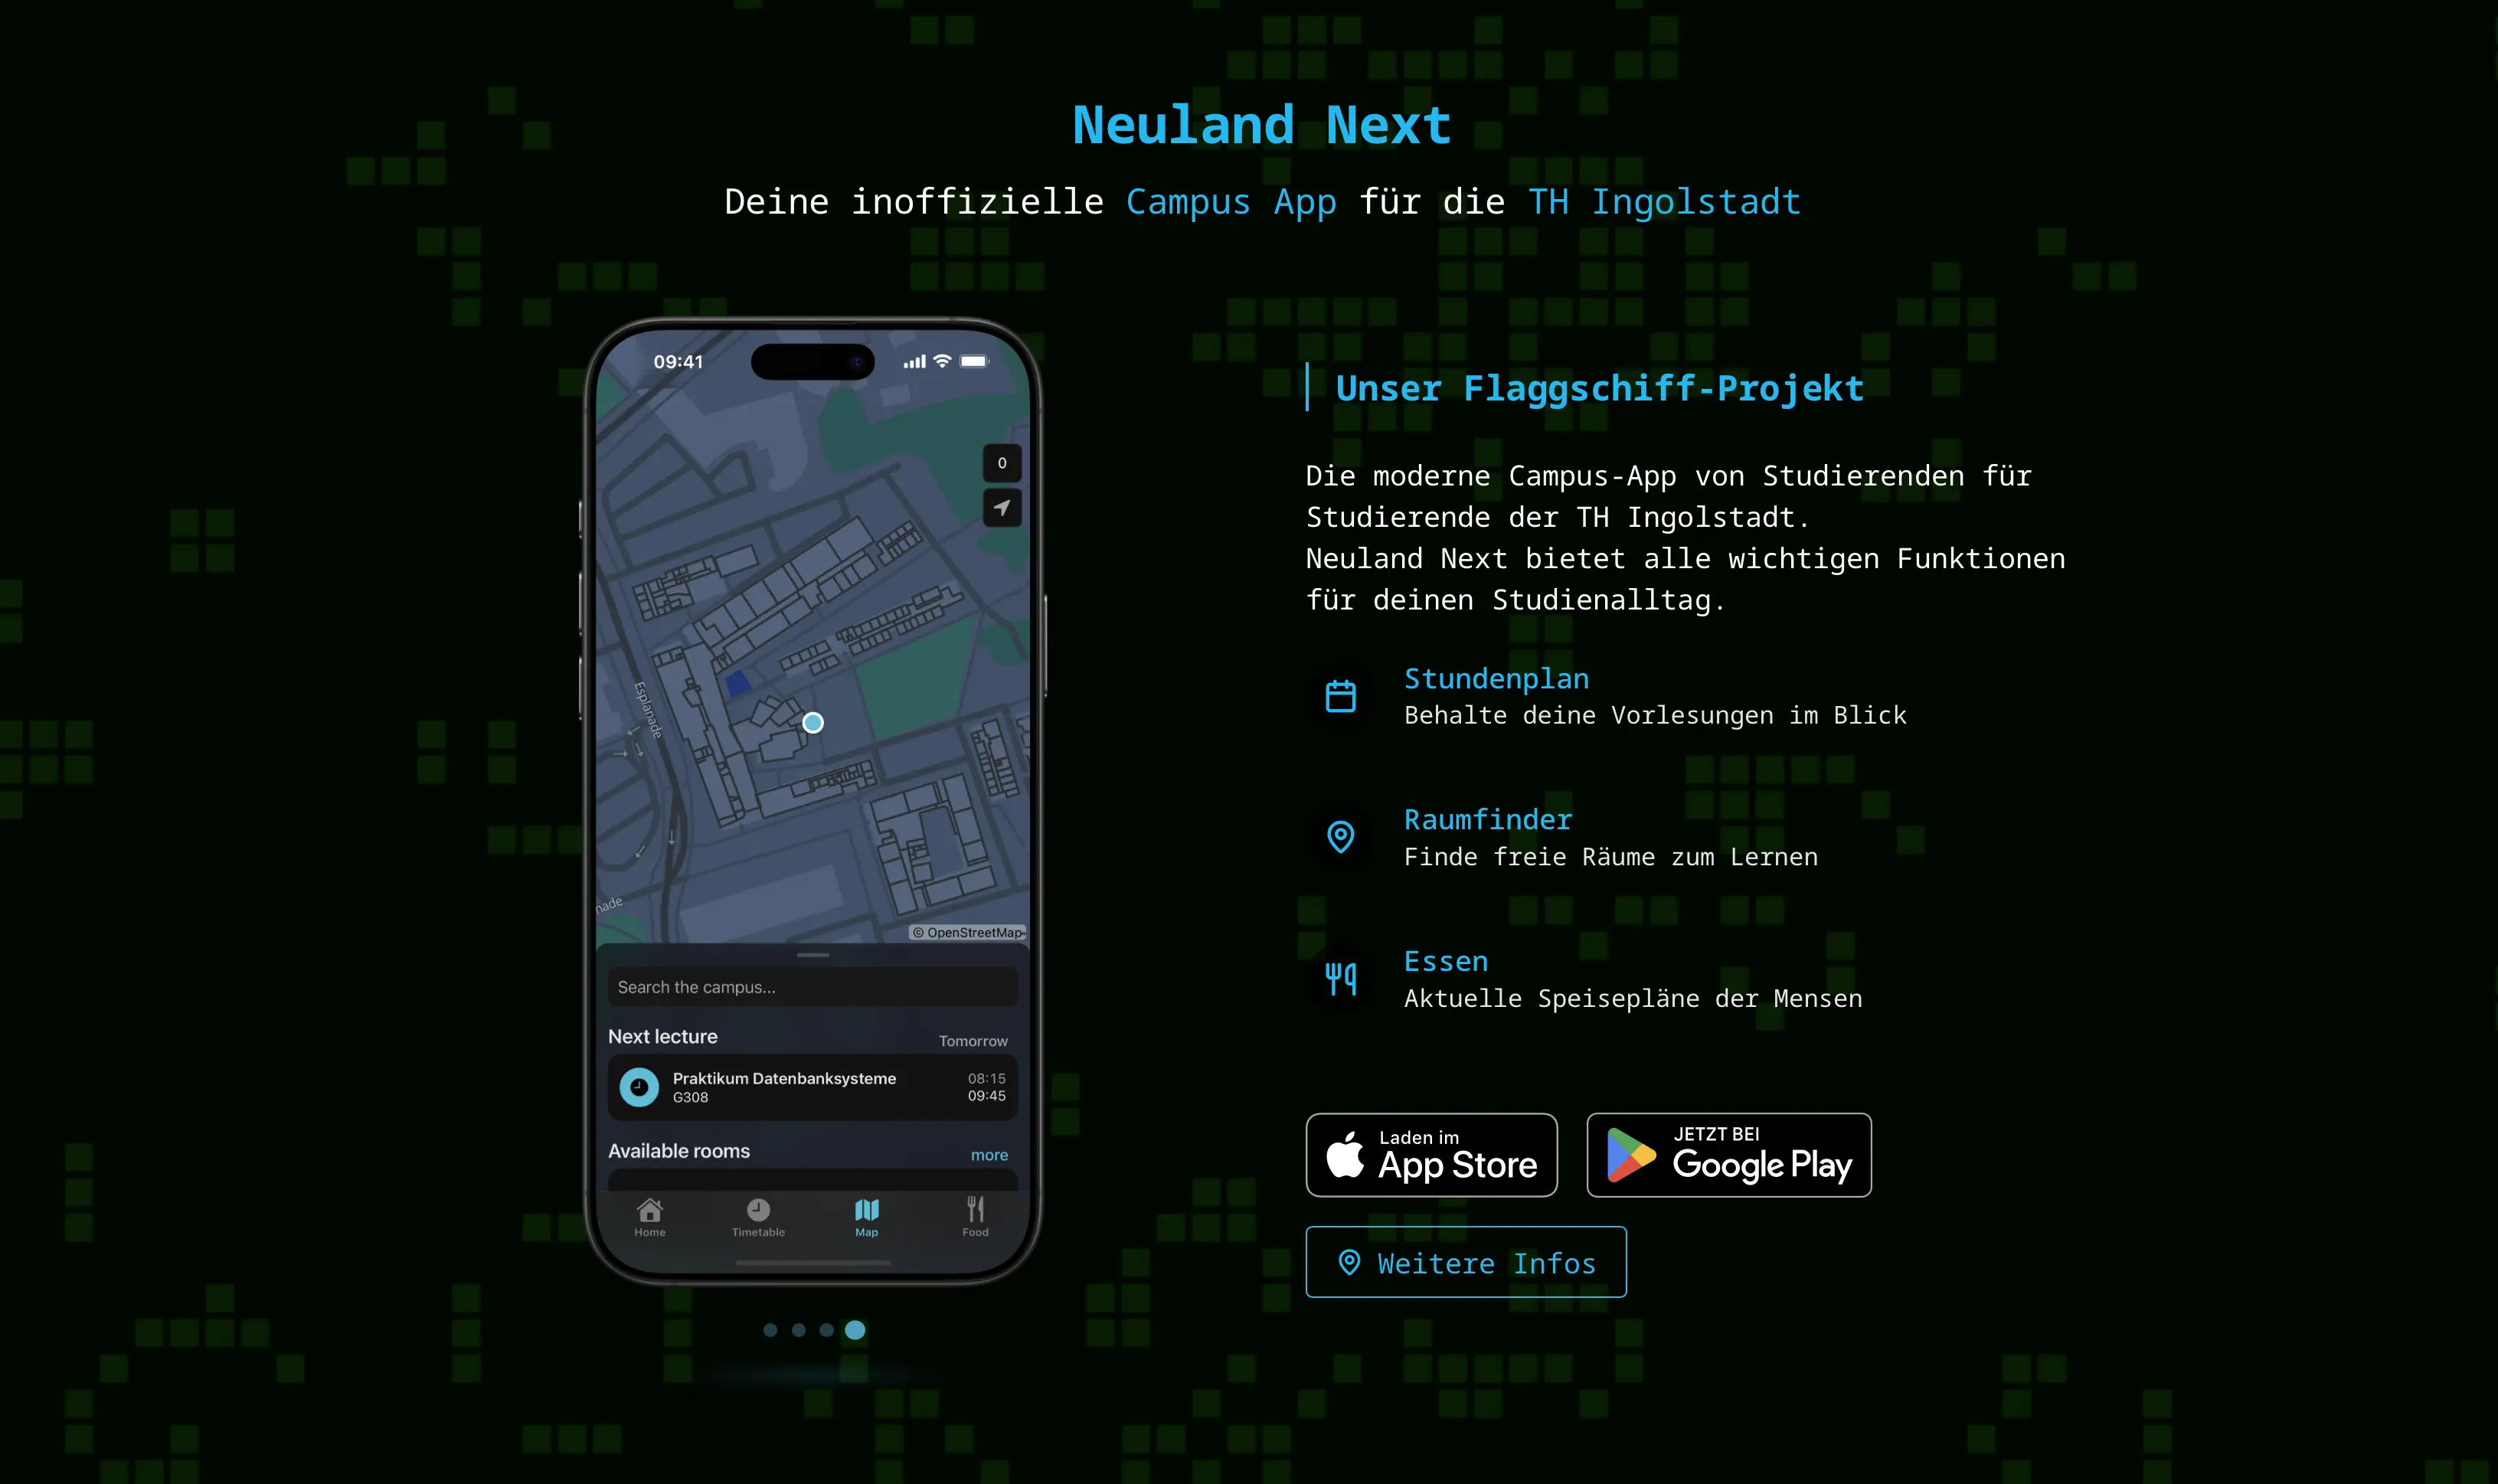 Neuland Next
Deine inoffizielle Campus App für die TH Ingolstadt
09:41
0
Esplanade
nade
© OpenStreetMap
Search the campus...
Next lecture
Tomorrow
Praktikum Datenbanksysteme
08:15
G308
09:45
Available rooms
more
Home
Timetable
Map
Food
Unser Flaggschiff-Projekt
Die moderne Campus-App von Studierenden für
Studierende der TH Ingolstadt.
Neuland Next bietet alle wichtigen Funktionen
für deinen Studienalltag.
Stundenplan
Behalte deine Vorlesungen im Blick
Raumfinder
Finde freie Räume zum Lernen
Essen
Aktuelle Speisepläne der Mensen
Laden im
App Store
JETZT BEI
Google Play
Weitere Infos